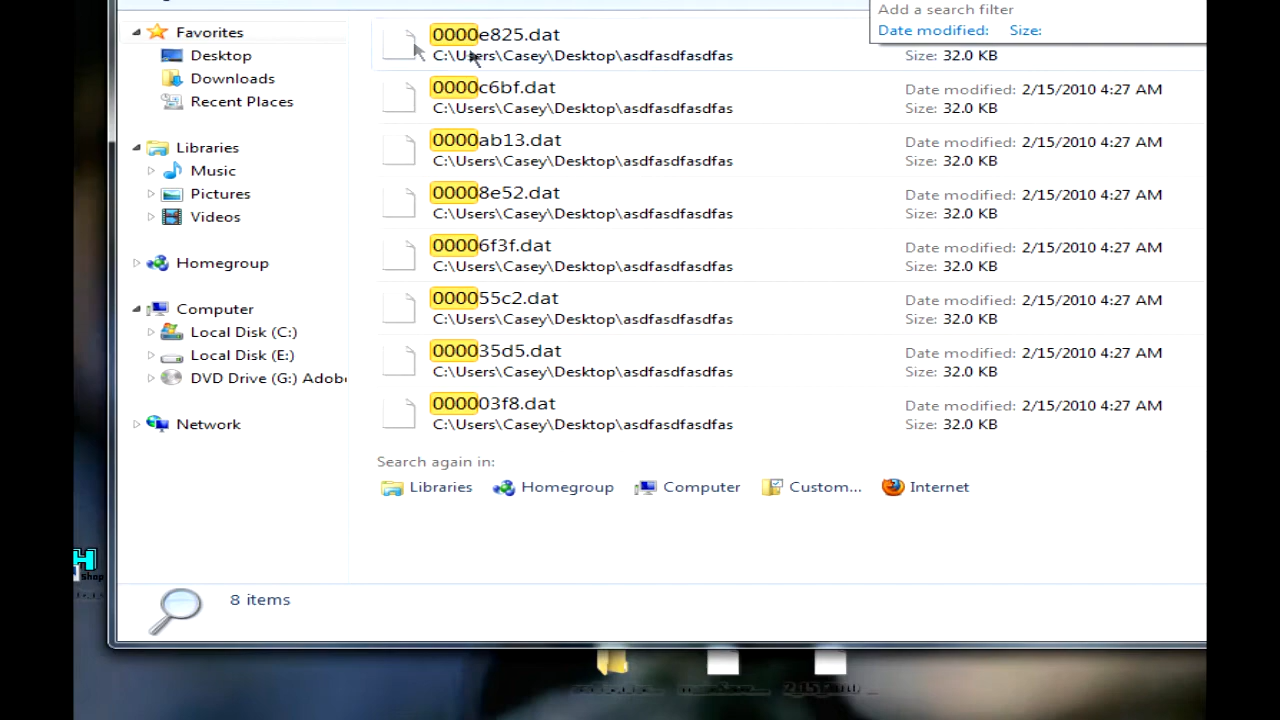 Add a search filter
Date modified: Size:
Favorites
Desktop
Downloads
Recent Places
Libraries
Music
Pictures
Videos
Homegroup
Computer
Local Disk (C:)
Local Disk (E:)
DVD Drive (G:) Adob
Network
0000e825.dat
C:\Users\Casey\Desktop\asdfasdfasdfas
Size: 32.0 KB
0000c6bf.dat
Date modified: 2/15/2010 4:27 AM
C:\Users\Casey\Desktop\asdfasdfasdfas
Size: 32.0 KB
0000ab13.dat
Date modified: 2/15/2010 4:27 AM
C:\Users\Casey\Desktop\asdfasdfasdfas
Size: 32.0 KB
00008e52.dat
Date modified: 2/15/2010 4:27 AM
C:\Users\Casey\Desktop\asdfasdfasdfas
Size: 32.0 KB
00006f3f.dat
Date modified: 2/15/2010 4:27 AM
C:\Users\Casey\Desktop\asdfasdfasdfas
Size: 32.0 KB
000055c2.dat
Date modified: 2/15/2010 4:27 AM
C:\Users\Casey\Desktop\asdfasdfasdfas
Size: 32.0 KB
000035d5.dat
Date modified: 2/15/2010 4:27 AM
C:\Users\Casey\Desktop\asdfasdfasdfas
Size: 32.0 KB
000003f8.dat
Date modified: 2/15/2010 4:27 AM
C:\Users\Casey\Desktop\asdfasdfasdfas
Size: 32.0 KB
Search again in:
Libraries Homegroup Computer Custom... Internet
H
shop
8 items